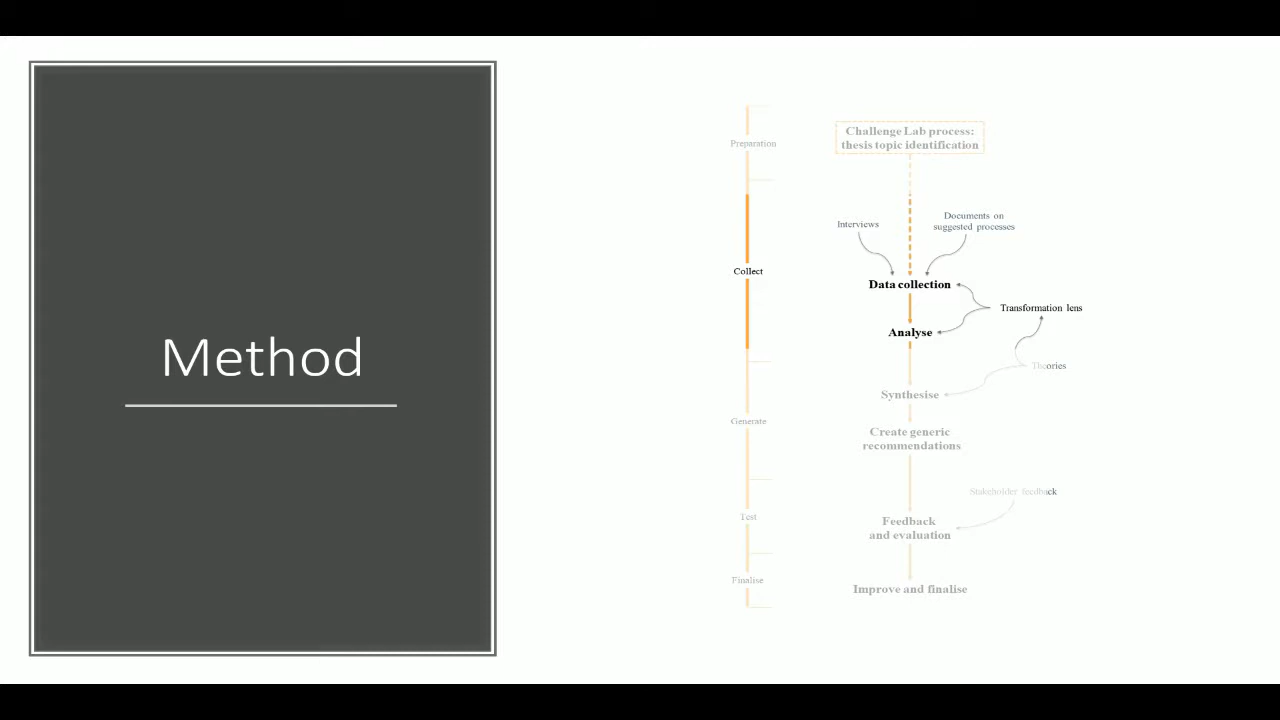 Method
Preparation
Challenge Lab process:
thesis topic identification
Interviews
Documents on
suggested processes
Collect
Data collection
Transformation lens
Analyse
Theories
Synthesise
Generate
Create generic
recommendations
Stakeholder feedback
Test
Feedback
and evaluation
Finalise
Improve and finalise